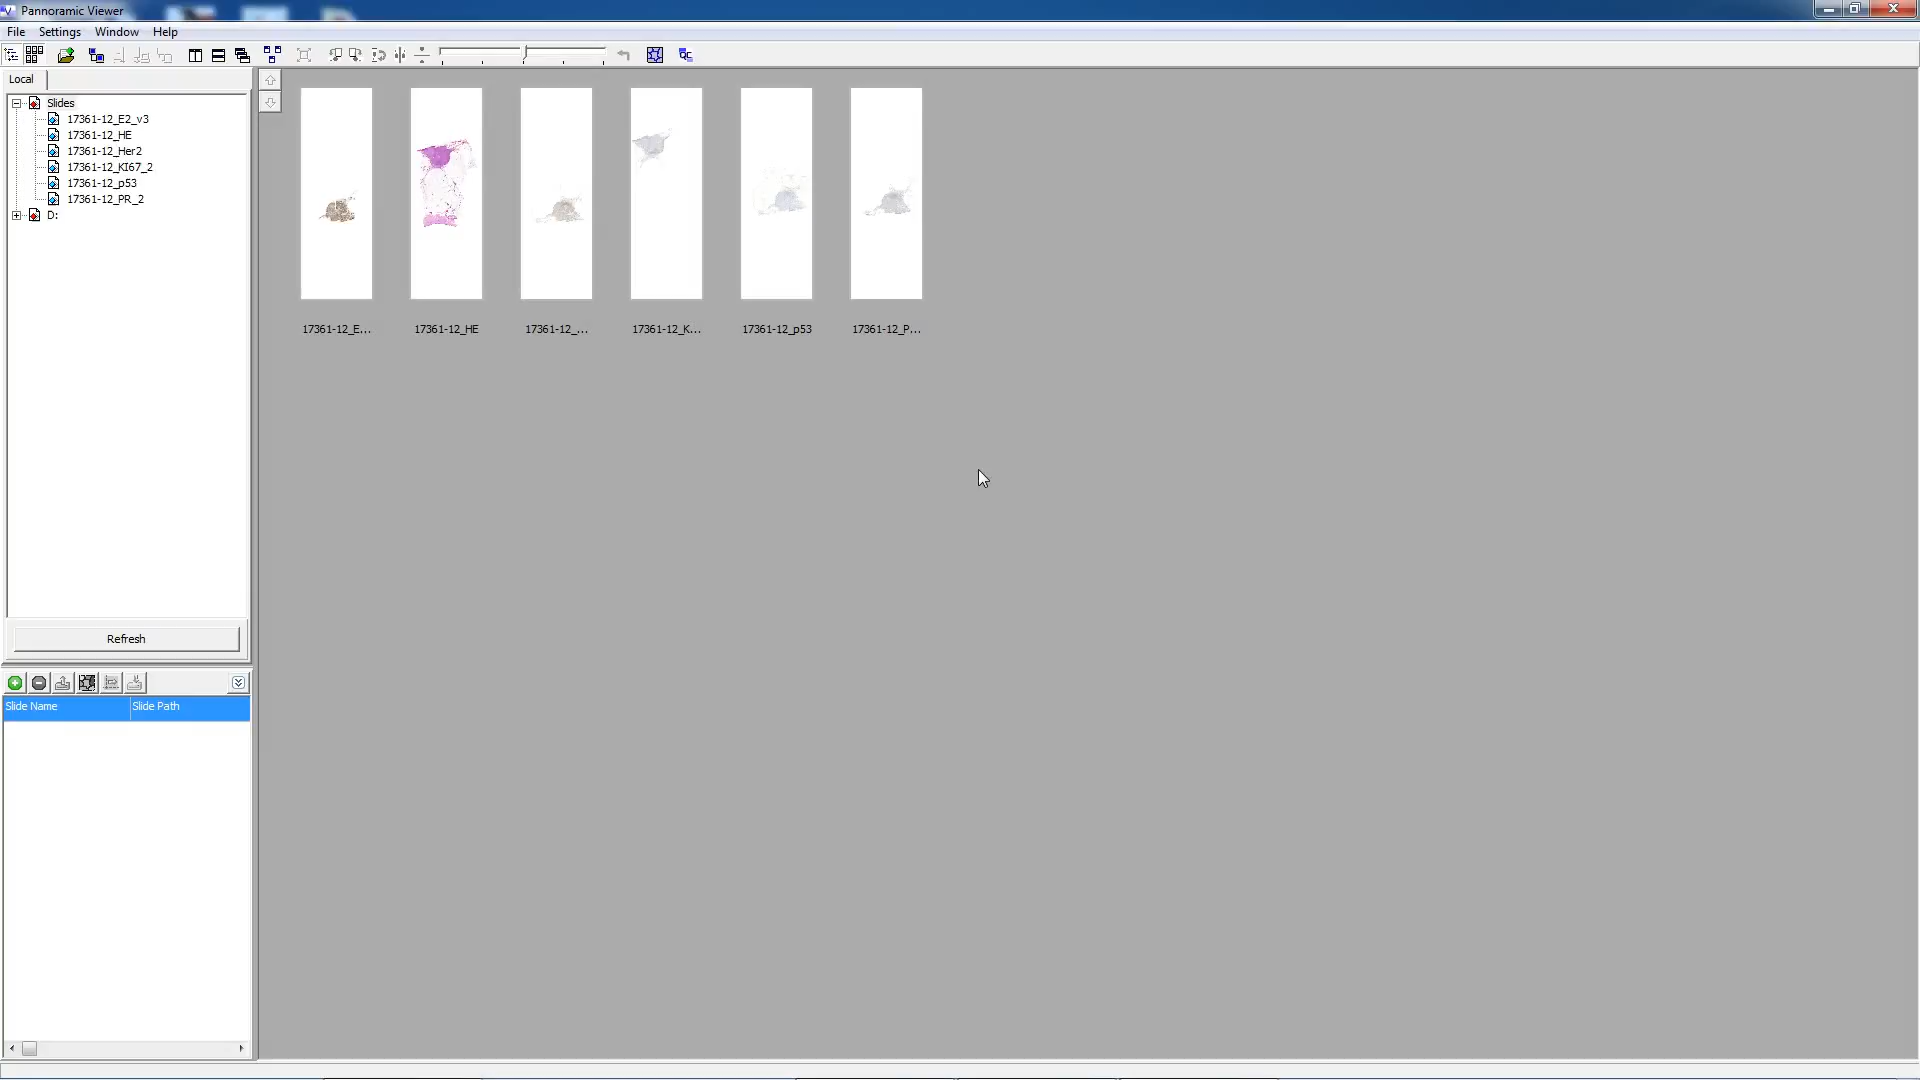 Pannoramic Viewer
File Settings Window Help
Local
Slides
17361-12_E2_v3
17361-12_HE
17361-12_Her2
17361-12_KI67_2
17361-12_p53
17361-12_PR_2
D:
17361-12_E...
17361-12_HE
17361-12_...
17361-12_K...
17361-12_p53
17361-12_P...
Refresh
Slide Name Slide Path